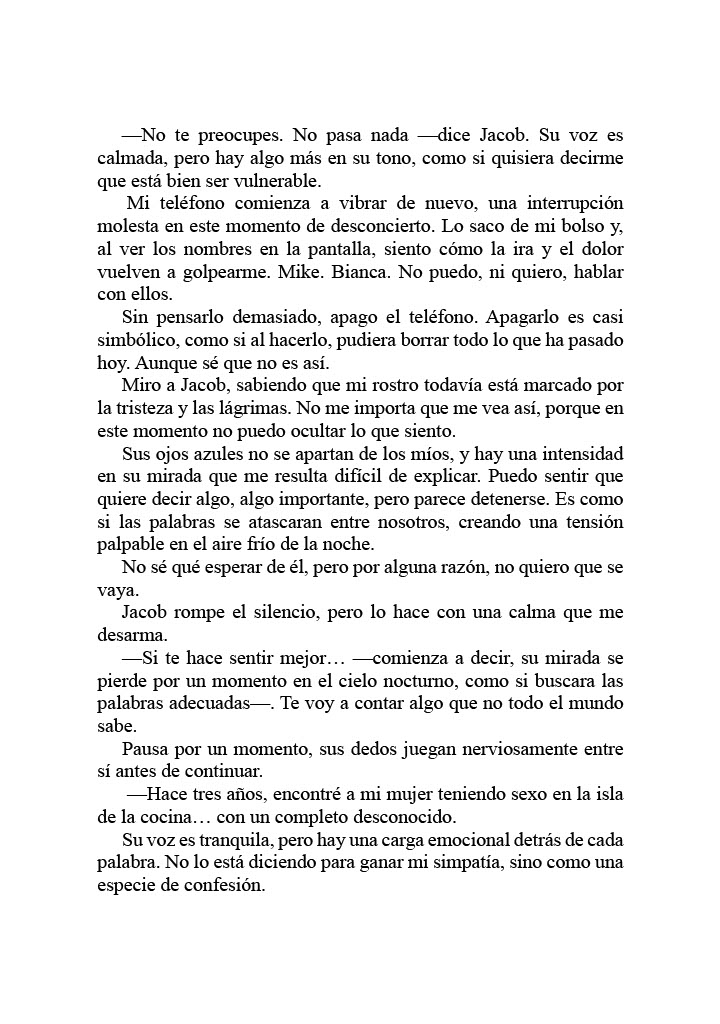 —No te preocupes. No pasa nada —dice Jacob. Su voz es
calmada, pero hay algo más en su tono, como si quisiera decirme
que está bien ser vulnerable.
Mi teléfono comienza a vibrar de nuevo, una interrupción
molesta en este momento de desconcierto. Lo saco de mi bolso y,
al ver los nombres en la pantalla, siento cómo la ira y el dolor
vuelven a golpearme. Mike. Bianca. No puedo, ni quiero, hablar
con ellos.
Sin pensarlo demasiado, apago el teléfono. Apagarlo es casi
simbólico, como si al hacerlo, pudiera borrar todo lo que ha pasado
hoy. Aunque sé que no es así.
Miro a Jacob, sabiendo que mi rostro todavía está marcado por
la tristeza y las lágrimas. No me importa que me vea así, porque en
este momento no puedo ocultar lo que siento.
Sus ojos azules no se apartan de los míos, y hay una intensidad
en su mirada que me resulta difícil de explicar. Puedo sentir que
quiere decir algo, algo importante, pero parece detenerse. Es como
si las palabras se atascaran entre nosotros, creando una tensión
palpable en el aire frío de la noche.
No sé qué esperar de él, pero por alguna razón, no quiero que se
vaya.
Jacob rompe el silencio, pero lo hace con una calma que me
desarma.
—Si te hace sentir mejor… —comienza a decir, su mirada se
pierde por un momento en el cielo nocturno, como si buscara las
palabras adecuadas—. Te voy a contar algo que no todo el mundo
sabe.
Pausa por un momento, sus dedos juegan nerviosamente entre
sí antes de continuar.
—Hace tres años, encontré a mi mujer teniendo sexo en la isla
de la cocina… con un completo desconocido.
Su voz es tranquila, pero hay una carga emocional detrás de cada
palabra. No lo está diciendo para ganar mi simpatía, sino como una
especie de confesión.